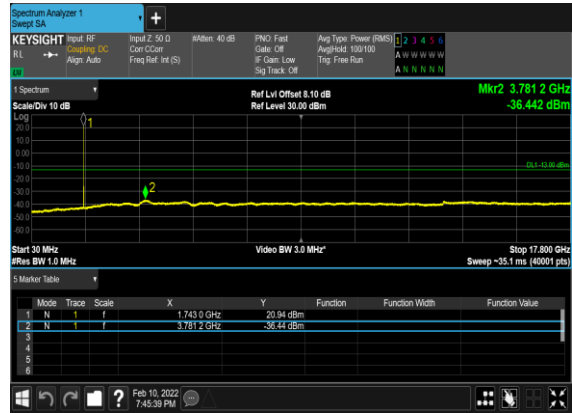 Spectrum Analyzer 1
Swept SA
+
KEYSIGHT Input: RF Input Z: 50 Ω #Atten: 40 dB PNO: Fast Avg Type: Power (RMS) 1 2 3 4 5 6
RL Coupling: DC Corr CCorr Gate: Off Avg|Hold: 100/100 A W W W W W
Align: Auto Freq Ref: Int (S) IF Gain: Low Trig: Free Run
Sig Track: Off A N N N N N
1 Spectrum Ref Lvl Offset 8.10 dB Mkr2 3.781 2 GHz
Scale/Div 10 dB Ref Level 30.00 dBm -36.442 dBm
Log
20.0
10.0
0.00
-10.0
-20.0
-30.0
-40.0
-50.0
-60.0
1
2
DL1 -13.00 dBm
Start 30 MHz Video BW 3.0 MHz* Stop 17.800 GHz
#Res BW 1.0 MHz Sweep ~35.1 ms (40001 pts)
5 Marker Table
Mode Trace Scale X Y Function Function Width Function Value
1 N 1 f 1.743 0 GHz 20.94 dBm
2 N 1 f 3.781 2 GHz -36.44 dBm
3
4
5
6
? Feb 10, 2022
7:45:39 PM